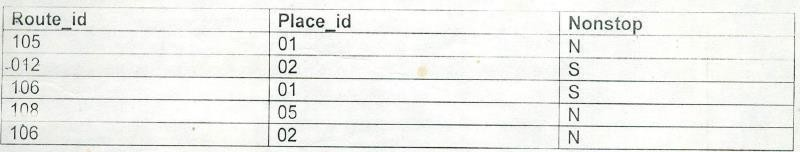 Route_id Place_id Nonstop
105 01 N
012 02 S
106 01 S
108 05 N
106 02 N